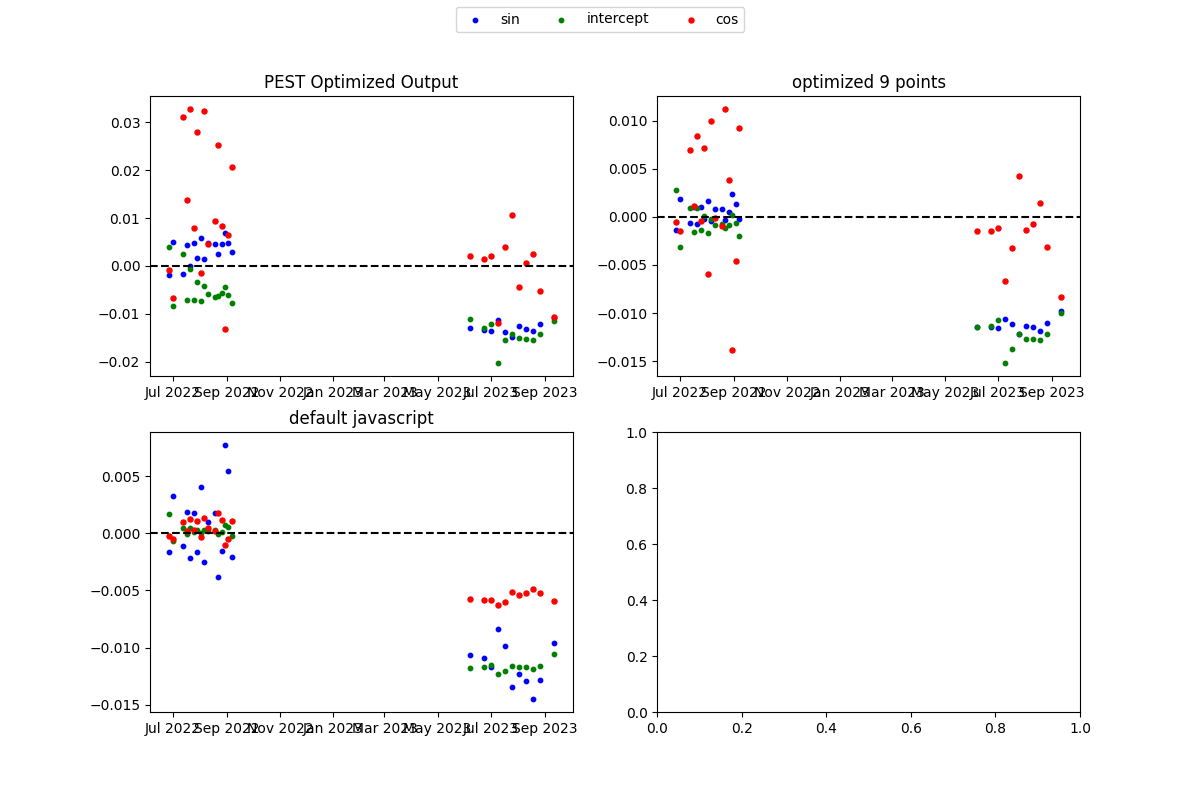 sin intercept cos
PEST Optimized Output
0.03
0.02
0.01
0.00
−0.01
−0.02
Jul 2022 Sep 2022 Nov 2022 Jan 2023 Mar 2023 May 2023 Jul 2023 Sep 2023
optimized 9 points
0.010
0.005
0.000
−0.005
−0.010
−0.015
Jul 2022 Sep 2022 Nov 2022 Jan 2023 Mar 2023 May 2023 Jul 2023 Sep 2023
default javascript
0.005
0.000
−0.005
−0.010
−0.015
Jul 2022 Sep 2022 Nov 2022 Jan 2023 Mar 2023 May 2023 Jul 2023 Sep 2023
1.0
0.8
0.6
0.4
0.2
0.0
0.0 0.2 0.4 0.6 0.8 1.0